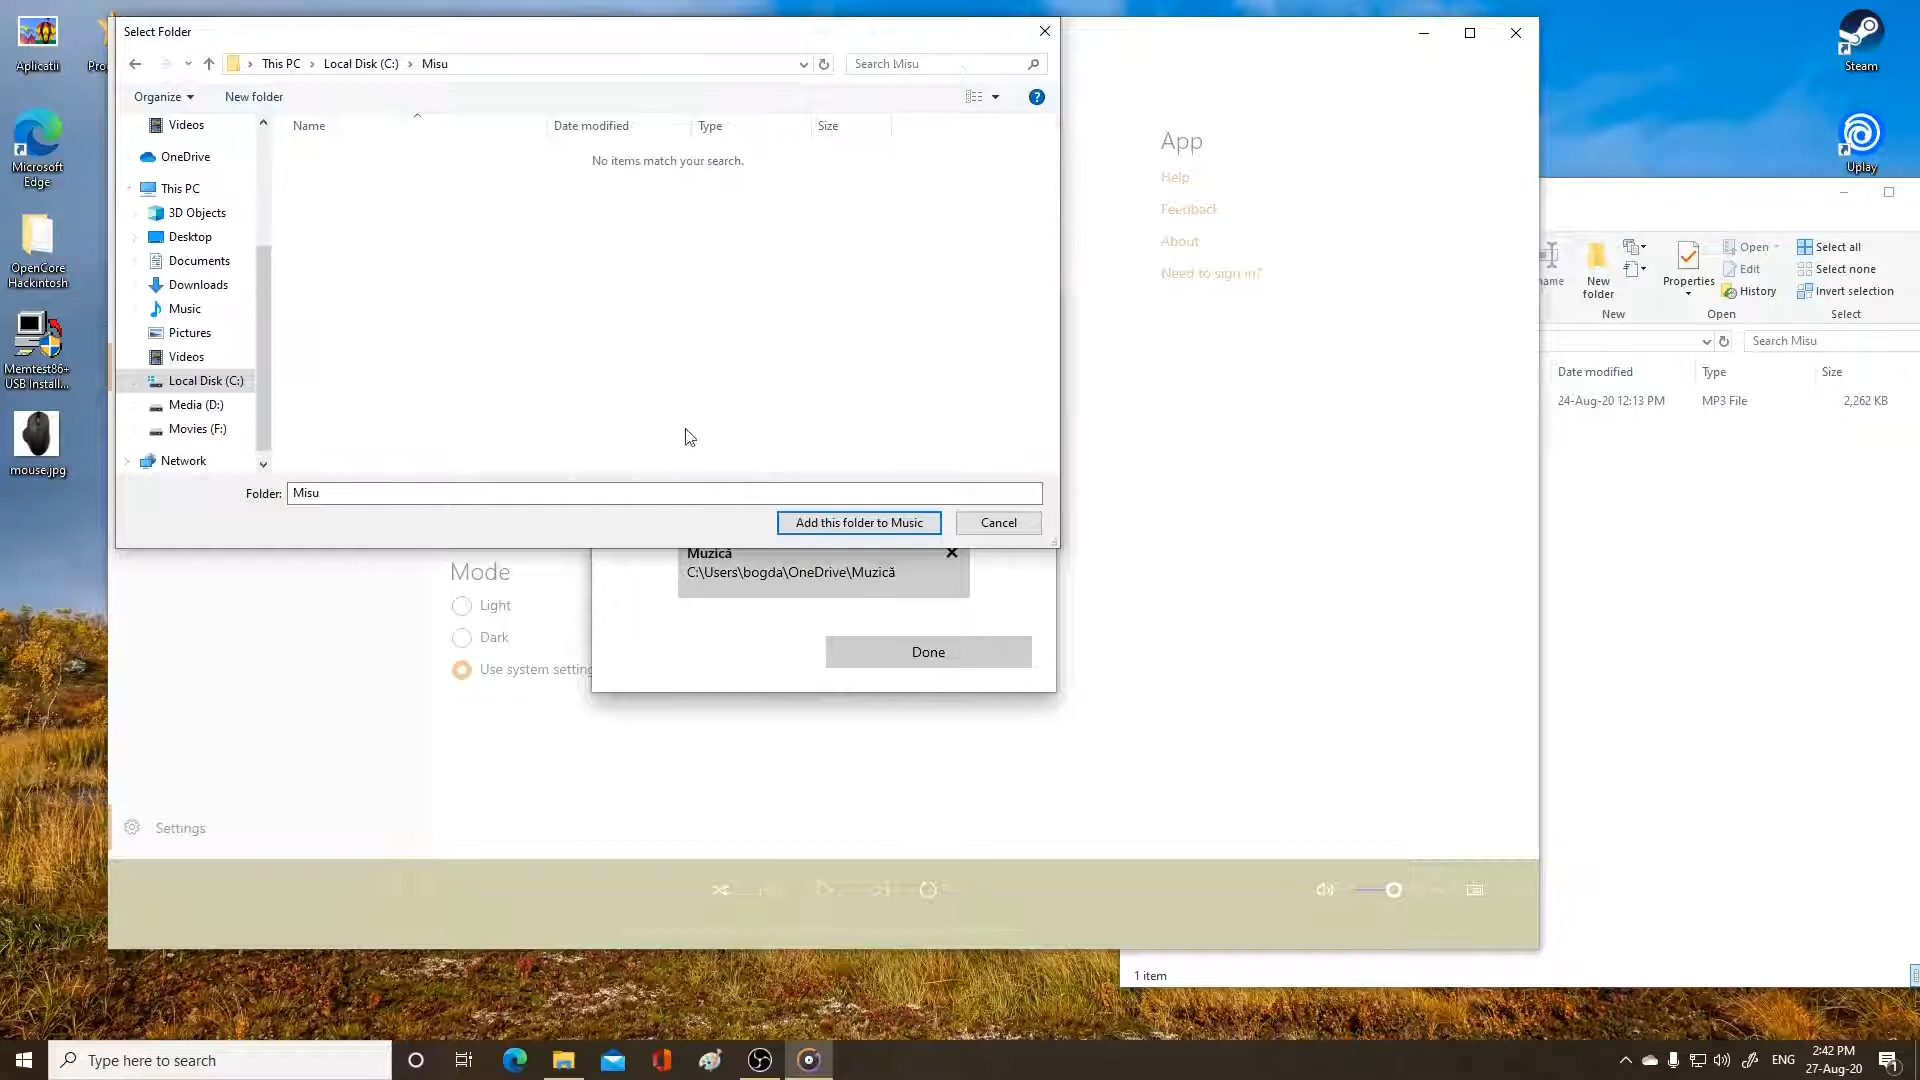 Aplicatii
Microsoft
Edge
OpenCore
Hackintosh
Memtest86+
USB Install...
mouse.jpg
Select Folder
This PC
Local Disk (C:)
Misu
Search Misu
Organize
New folder
Videos
OneDrive
This PC
3D Objects
Desktop
Documents
Downloads
Music
Pictures
Videos
Local Disk (C:)
Media (D:)
Movies (F:)
Network
Name
Date modified
Type
Size
No items match your search.
Folder:
Misu
Add this folder to Music
Cancel
App
Help
Feedback
About
Need to sign in?
Muzică
C:\Users\bogda\OneDrive\Muzică
Done
Mode
Light
Dark
Use system setting
Settings
Steam
Uplay
New
folder
New
Properties
Open
Edit
History
Open
Select all
Select none
Invert selection
Select
Search Misu
Date modified
Type
Size
24-Aug-20 12:13 PM
MP3 File
2,262 KB
1 item
Type here to search
ENG
2:42 PM
27-Aug-20
1